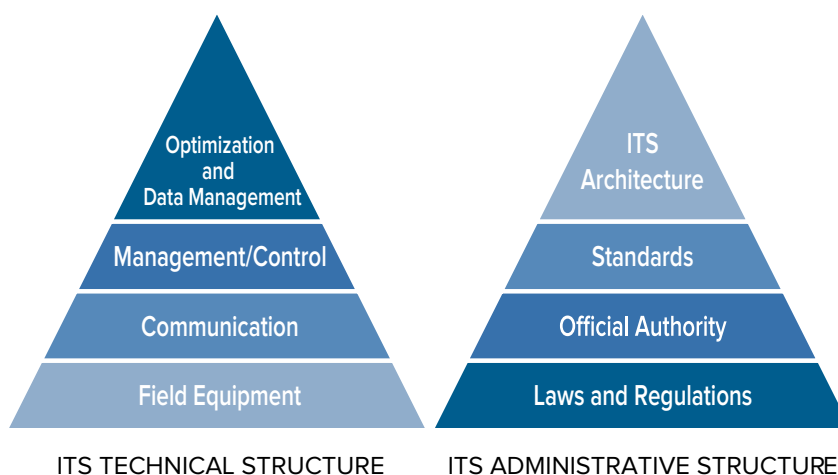 Optimization
and
Data Management
Management/Control
Communication
Field Equipment
ITS TECHNICAL STRUCTURE
ITS
Architecture
Standards
Official Authority
Laws and Regulations
ITS ADMINISTRATIVE STRUCTURE